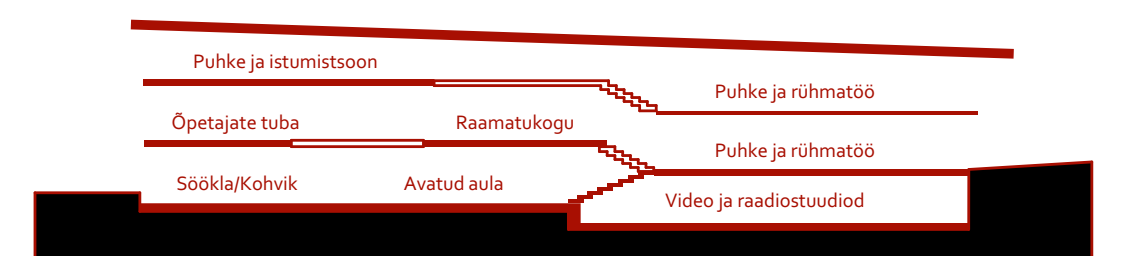 Puhke ja istumistsoon
Puhke ja rühmatöö
Õpetajate tuba
Raamatukogu
Puhke ja rühmatöö
Söökla/Kohvik
Avatud aula
Video ja raadiostuudiod